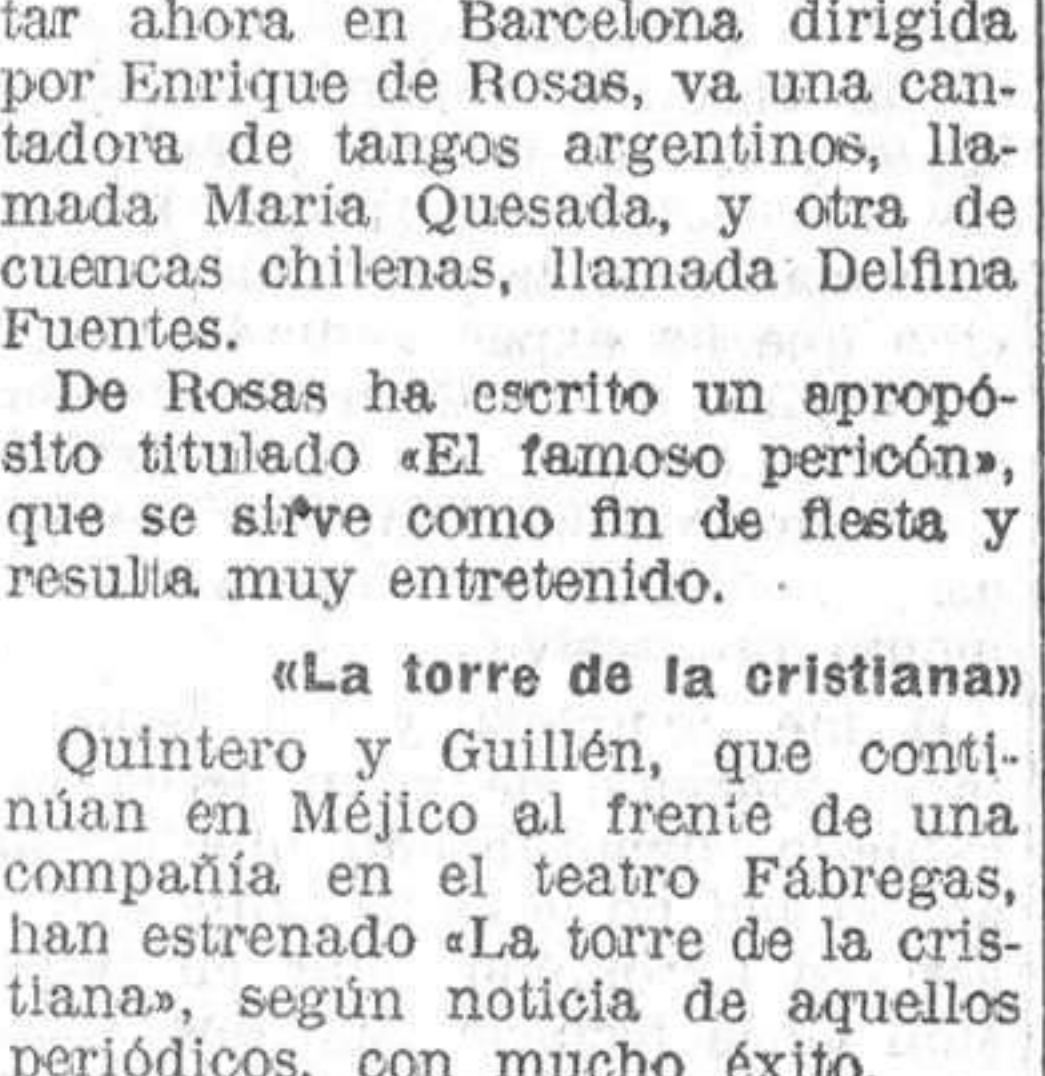 tar ahora en Barcelona dirigida
por Enrique de Rosas, va una can-
tadora de tangos argentinos, lla-
mada María Quesada, y otra de
cuencas chilenas, llamada Delfina
Fuentes.
De Rosas ha escrito un apropó-
sito titulado «El famoso pericón»,
que se sirve como fin de fiesta y
resulta muy entretenido.
«La torre de la cristiana»
Quintero y Guillén, que conti-
núan en Méjico al frente de una
compañía en el teatro Fábregas,
han estrenado «La torre de la cris-
tiana», según noticia de aquellos
periódicos, con mucho éxito.